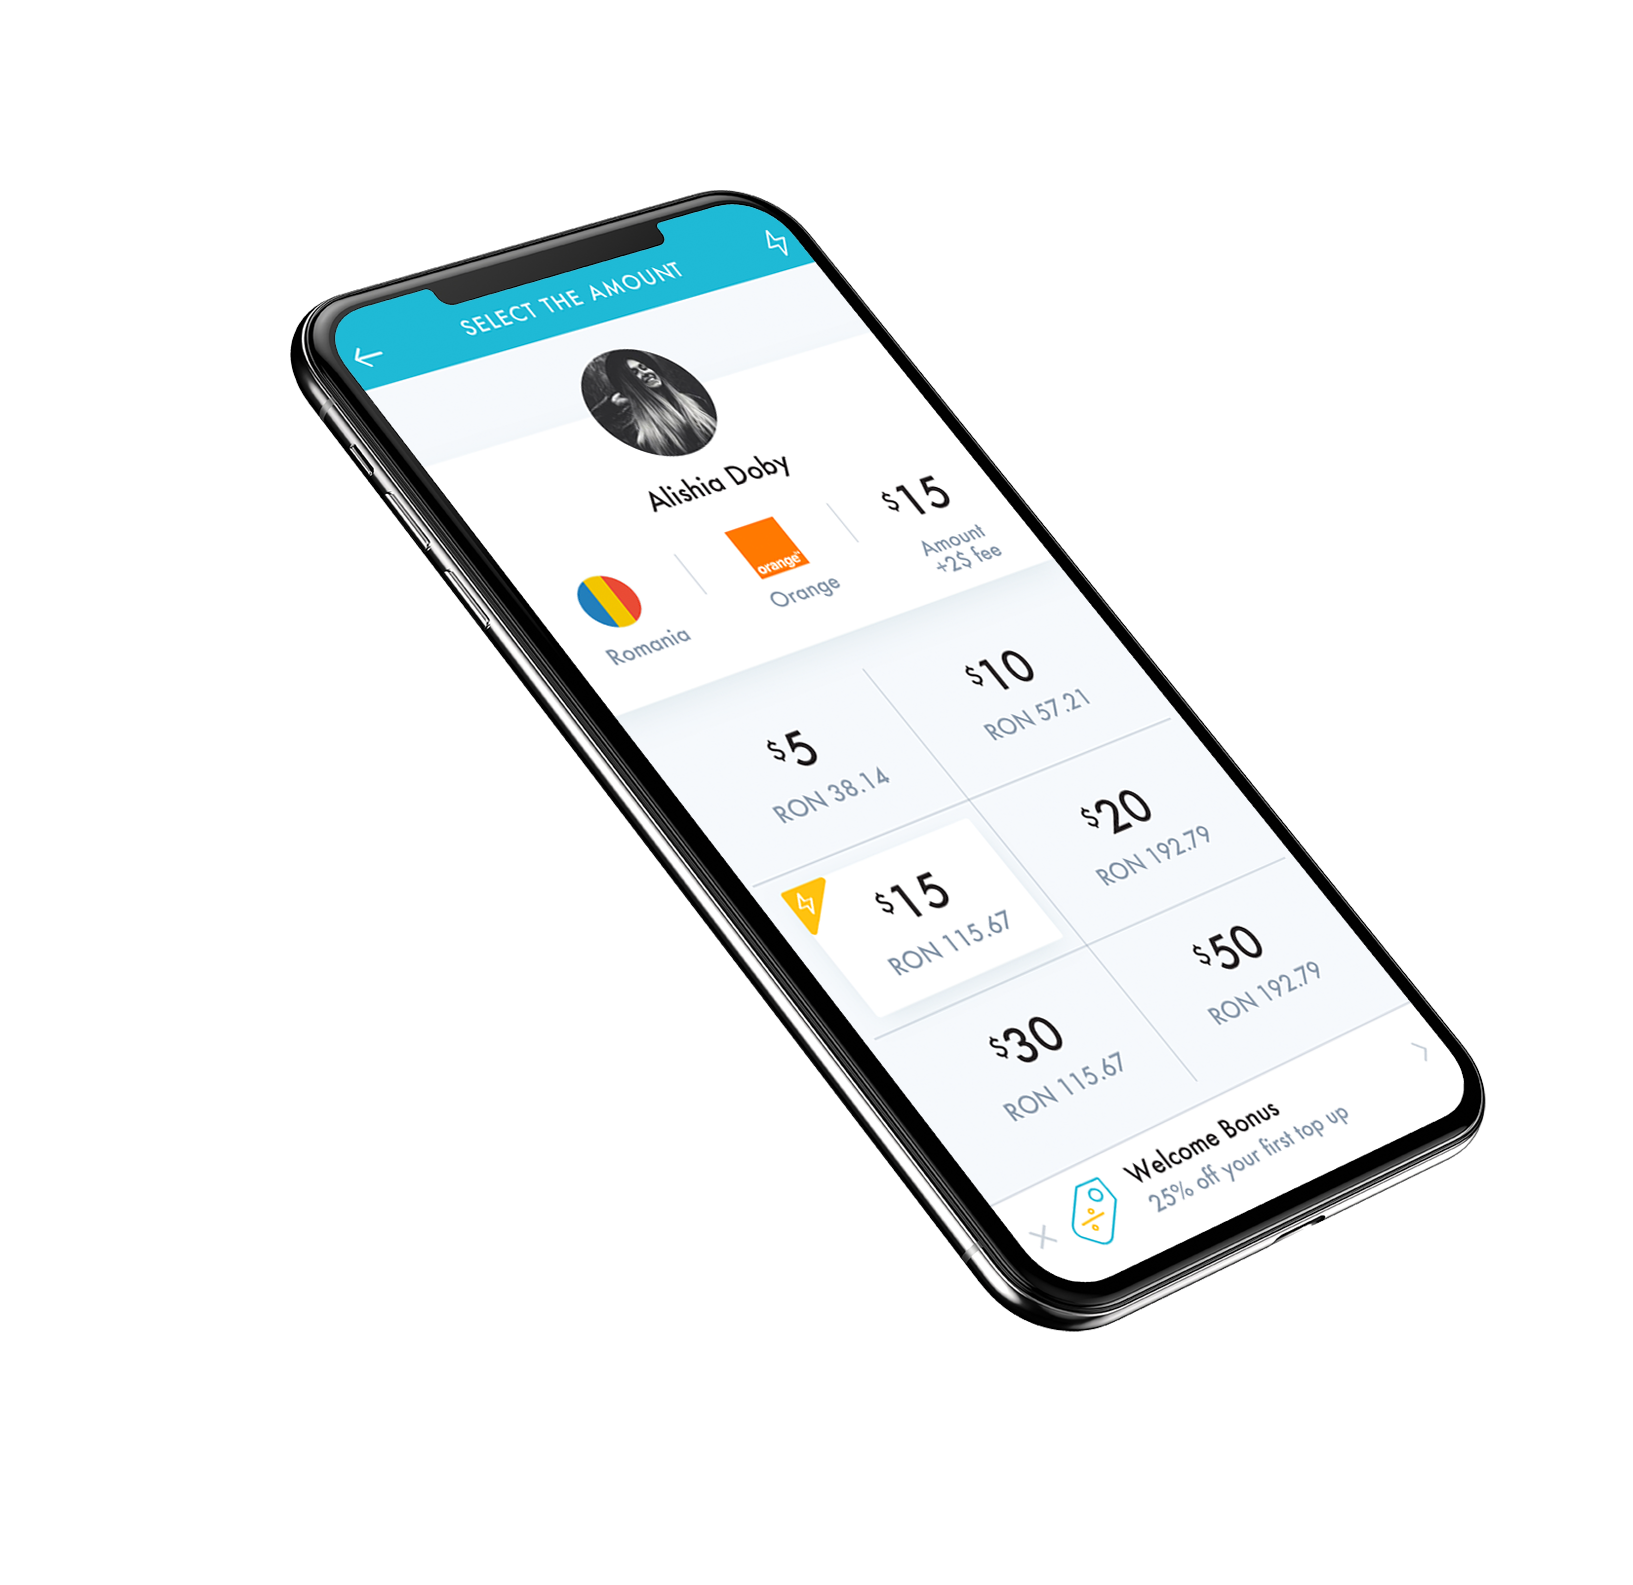 SELECT THE AMOUNT
Alishia Doby
Romania
orange™
Orange
$15
Amount
+2$ fee
$5
RON 38.14
$10
RON 57.21
$15
RON 115.67
$20
RON 192.79
$30
RON 115.67
$50
RON 192.79
Welcome Bonus
25% off your first top up